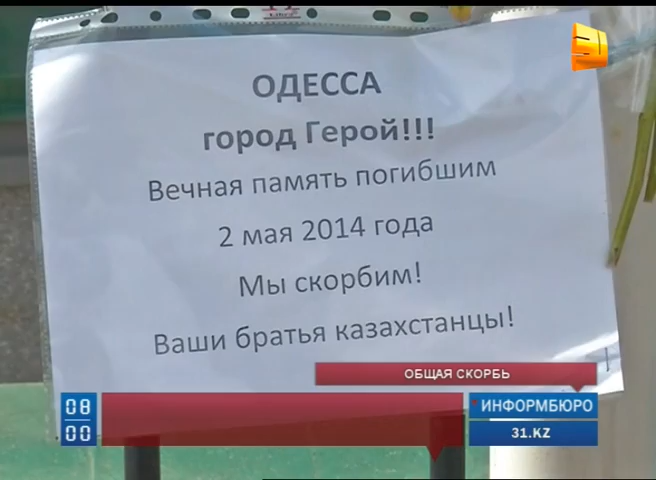 ОДЕССА
город Герой!!!
Вечная память погибшим
2 мая 2014 года
Мы скорбим!
Ваши братья казахстанцы!
ОБЩАЯ СКОРБЬ
08
00
ИНФОРМБЮРО
31.KZ